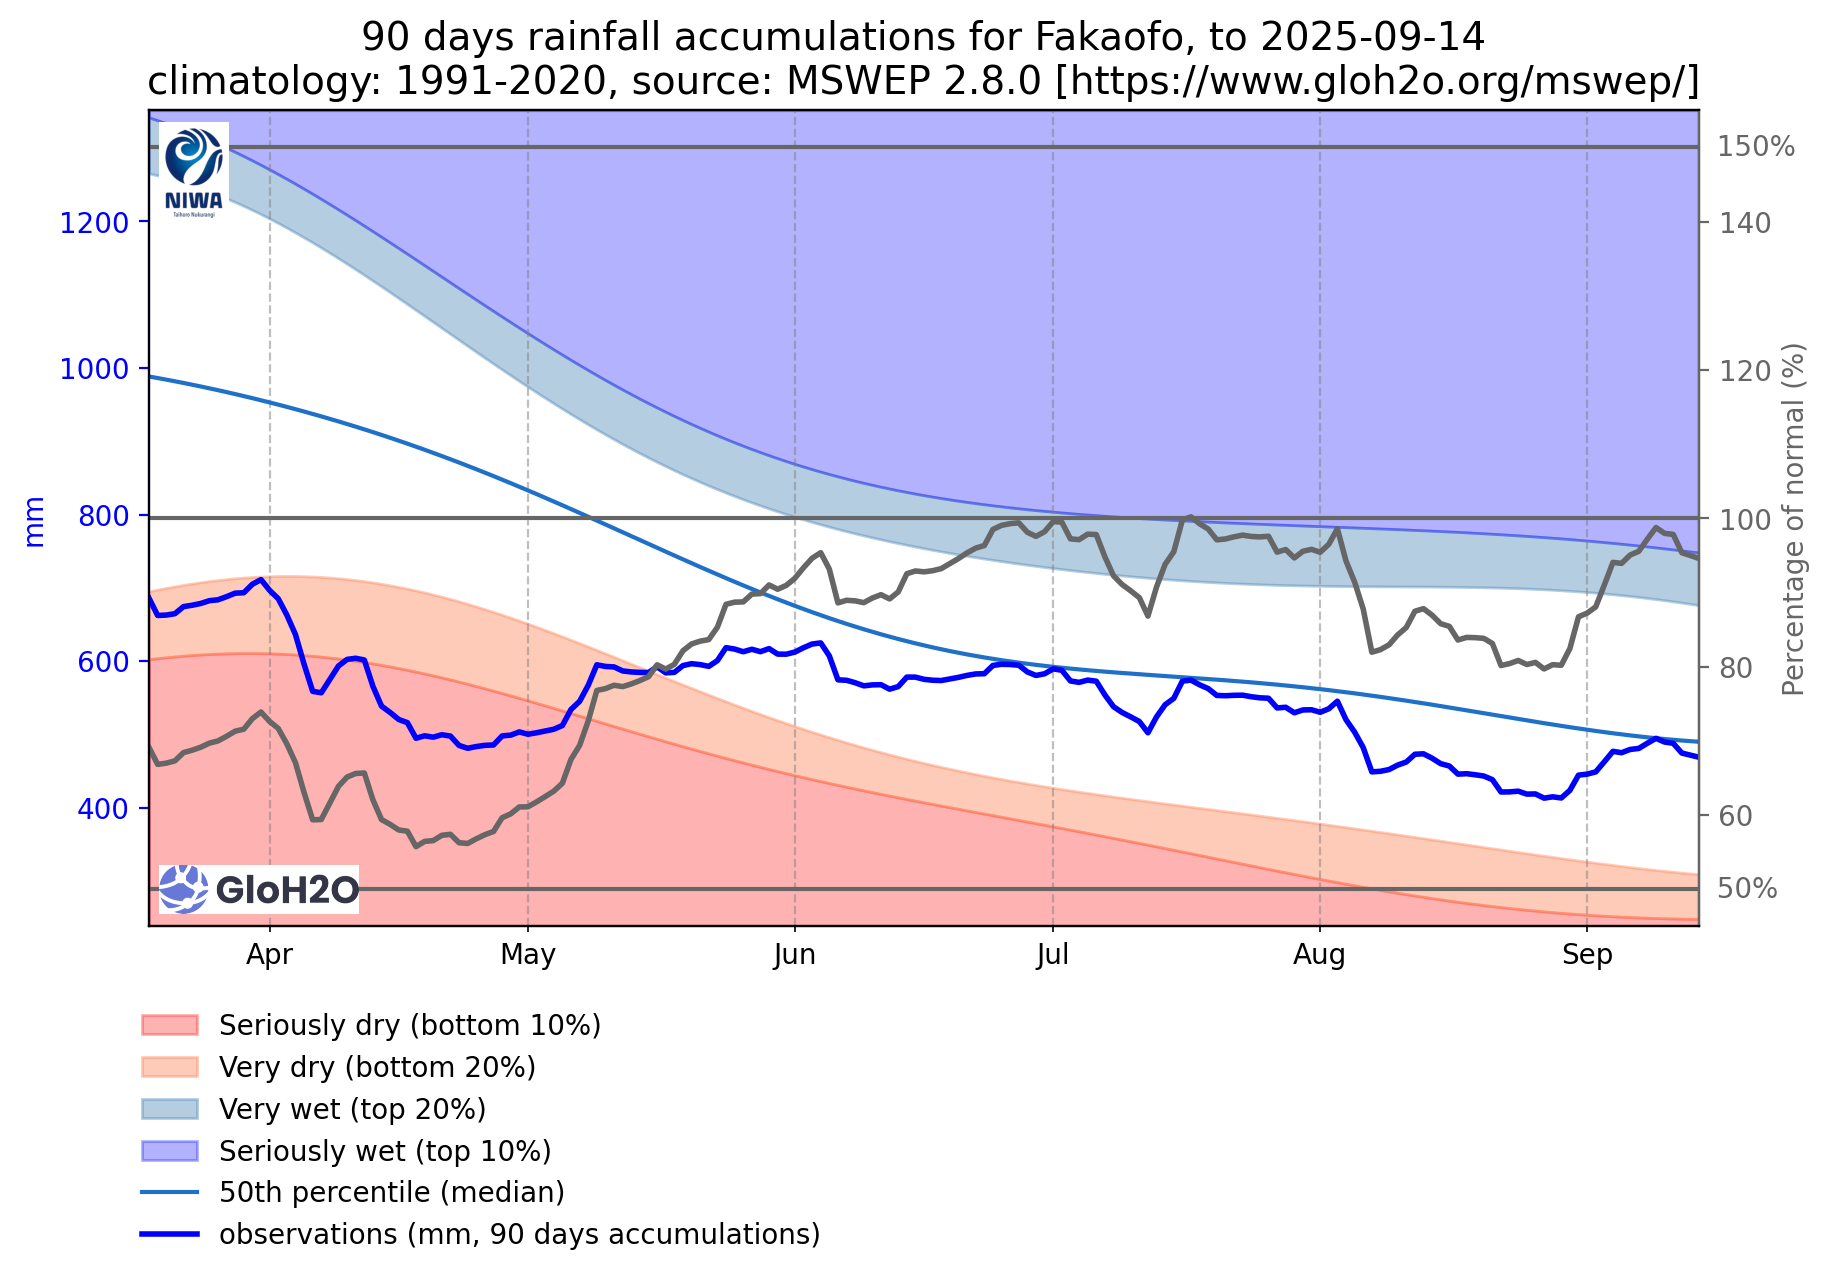 90 days rainfall accumulations for Fakaofo, to 2025-09-14
climatology: 1991-2020, source: MSWEP 2.8.0 [https://www.gloh2o.org/mswep/]
NIWA
Taihoro Nukurangi
1200
1000
800
600
400
mm
150%
140
120
100
80
60
50%
Percentage of normal (%)
GloH2O
Apr
May
Jun
Jul
Aug
Sep
Seriously dry (bottom 10%)
Very dry (bottom 20%)
Very wet (top 20%)
Seriously wet (top 10%)
50th percentile (median)
observations (mm, 90 days accumulations)